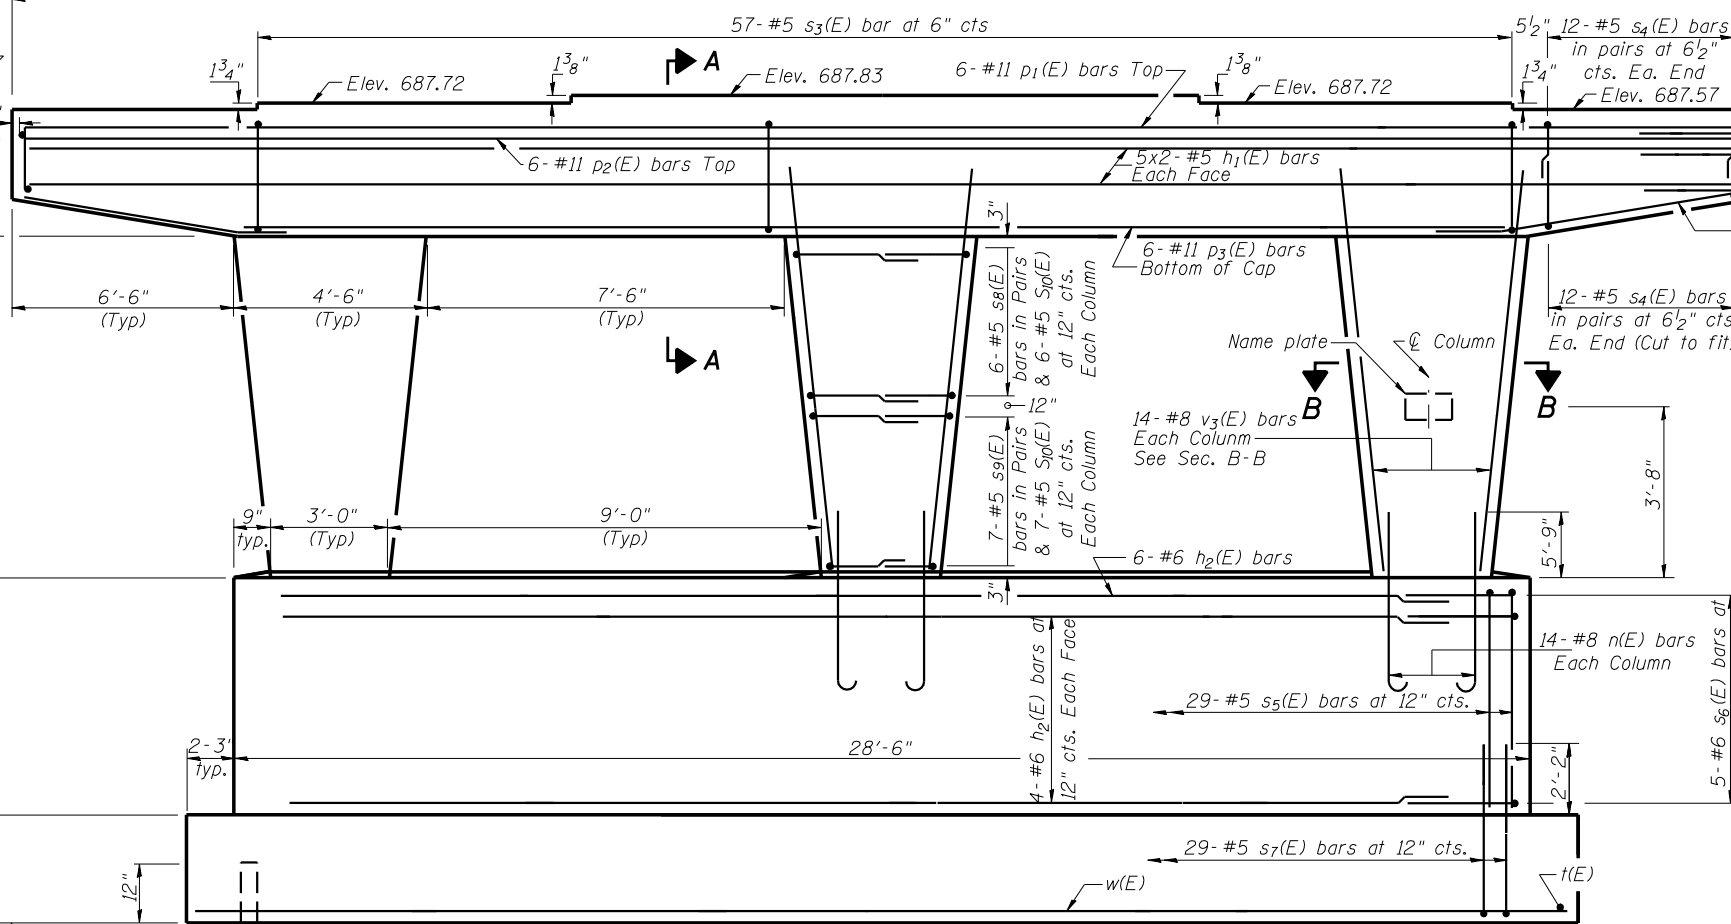 57-#5 s3(E) bar at 6" cts
5½" 12-#5 s4(E) bars
in pairs at 6½"
cts. Ea. End
1¾"
Elev. 687.72
1⅜"
A
Elev. 687.83
6-#11 p1(E) bars Top
1⅜"
Elev. 687.72
1¾"
Elev. 687.57
6-#11 p2(E) bars Top
5x2-#5 h1(E) bars
Each Face
3"
6-#11 p3(E) bars
Bottom of Cap
6'-6"
(Typ)
4'-6"
(Typ)
7'-6"
(Typ)
6-#5 s8(E)
bars in Pairs
& 6-#5 S10(E)
at 12" cts.
Each Column
12-#5 s4(E) bars
in pairs at 6½" cts
Ea. End (Cut to fit
A
Name plate
℄ Column
B
B
12"
14-#8 v3(E) bars
Each Colunm
See Sec. B-B
7-#5 s9(E)
bars in Pairs
& 7-#5 S10(E)
at 12" cts.
Each Column
3'-8"
9"
typ.
3'-0"
(Typ)
9'-0"
(Typ)
5'-9"
6-#6 h2(E) bars
3"
4-#6 h2(E) bars at
12" cts. Each Face
14-#8 n(E) bars
Each Column
5-#6 s6(E) bars at
29-#5 s5(E) bars at 12" cts.
2-3"
typ.
28'-6"
2'-2"
29-#5 s7(E) bars at 12" cts.
12"
w(E)
t(E)